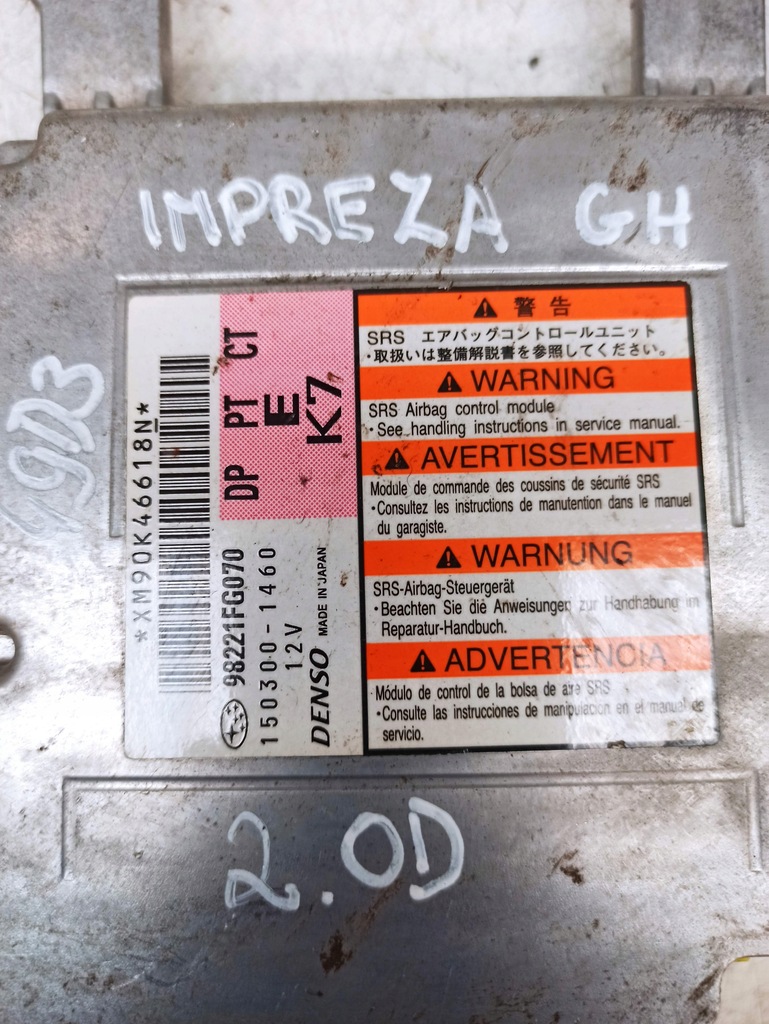 IMPREZA GH
*XM90K46618N*
DP PT CT
E
K7
98221FG070
150300-1460
12V
DENSO MADE IN JAPAN
警告
SRS エアバッグコントロールユニット
・取扱いは整備解説書を参照してください。
WARNING
SRS Airbag control module
・See handling instructions in service manual.
AVERTISSEMENT
Module de commande des coussins de sécurité SRS
・Consultez les instructions de manutention dans le manuel
du garagiste.
WARNUNG
SRS-Airbag-Steuergerät
・Beachten Sie die Anweisungen zur Handhabung im
Reparatur-Handbuch.
ADVERTENCIA
Módulo de control de la bolsa de aire SRS
・Consulte las instrucciones de manipulación en el manual de
servicio.
2.0D